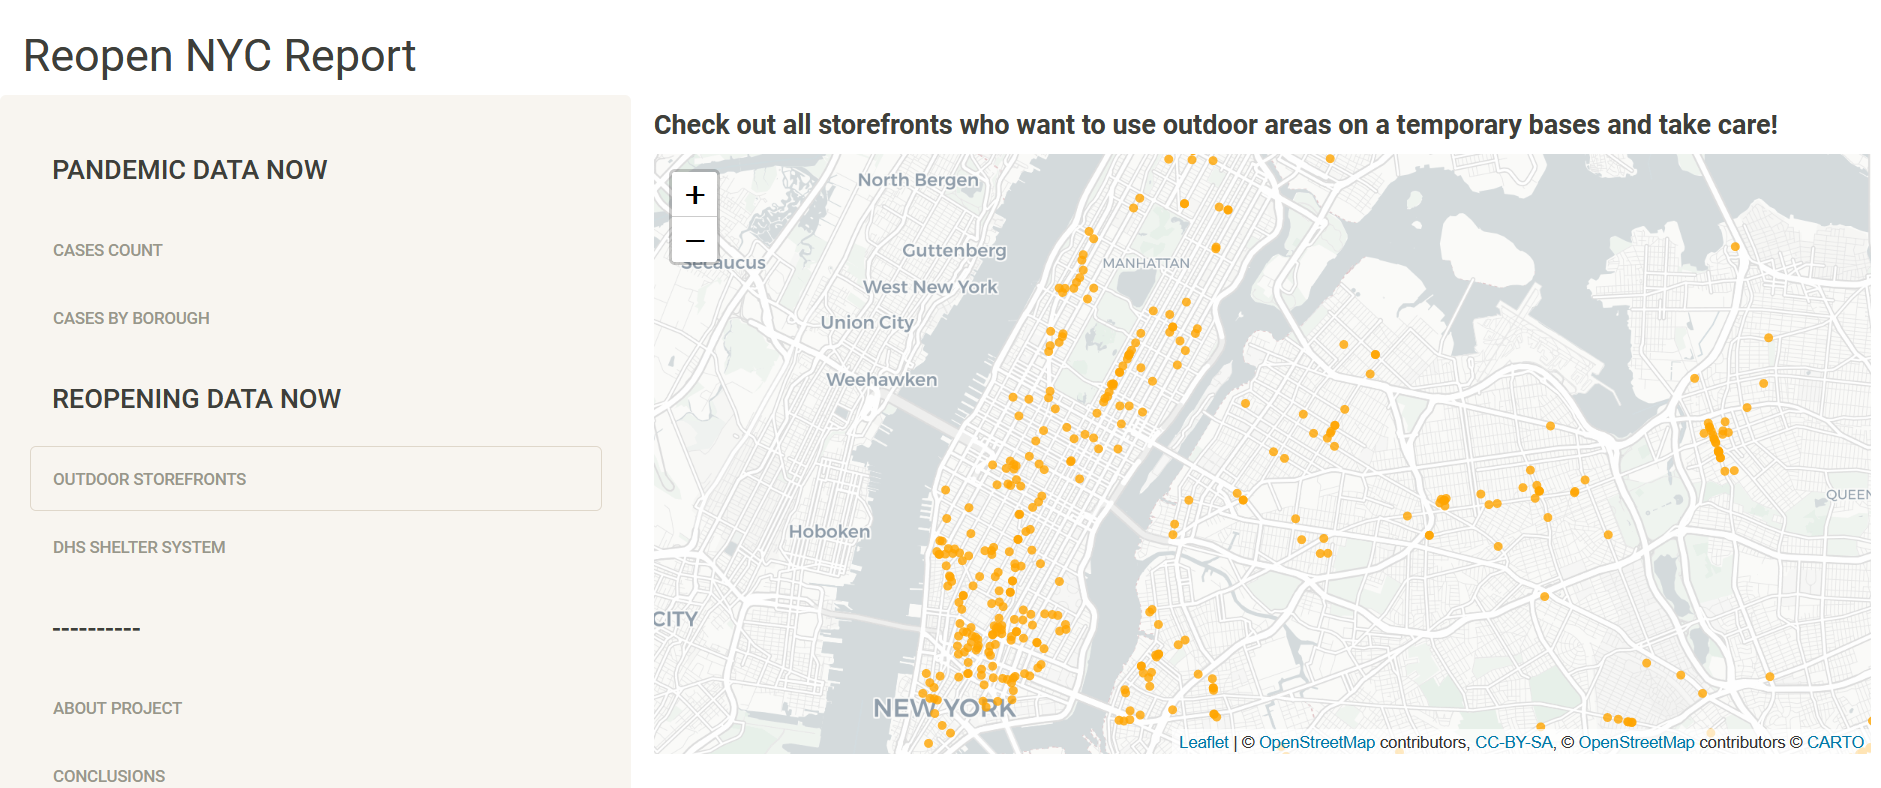 Reopen NYC Report
PANDEMIC DATA NOW
CASES COUNT
CASES BY BOROUGH
REOPENING DATA NOW
OUTDOOR STOREFRONTS
DHS SHELTER SYSTEM
----------
ABOUT PROJECT
CONCLUSIONS
Check out all storefronts who want to use outdoor areas on a temporary bases and take care!
+
−
North Bergen
Guttenberg
MANHATTAN
Secaucus
West New York
Union City
Weehawken
QUEEN
Hoboken
CITY
NEW YORK
Leaflet | © OpenStreetMap contributors, CC-BY-SA, © OpenStreetMap contributors © CARTO